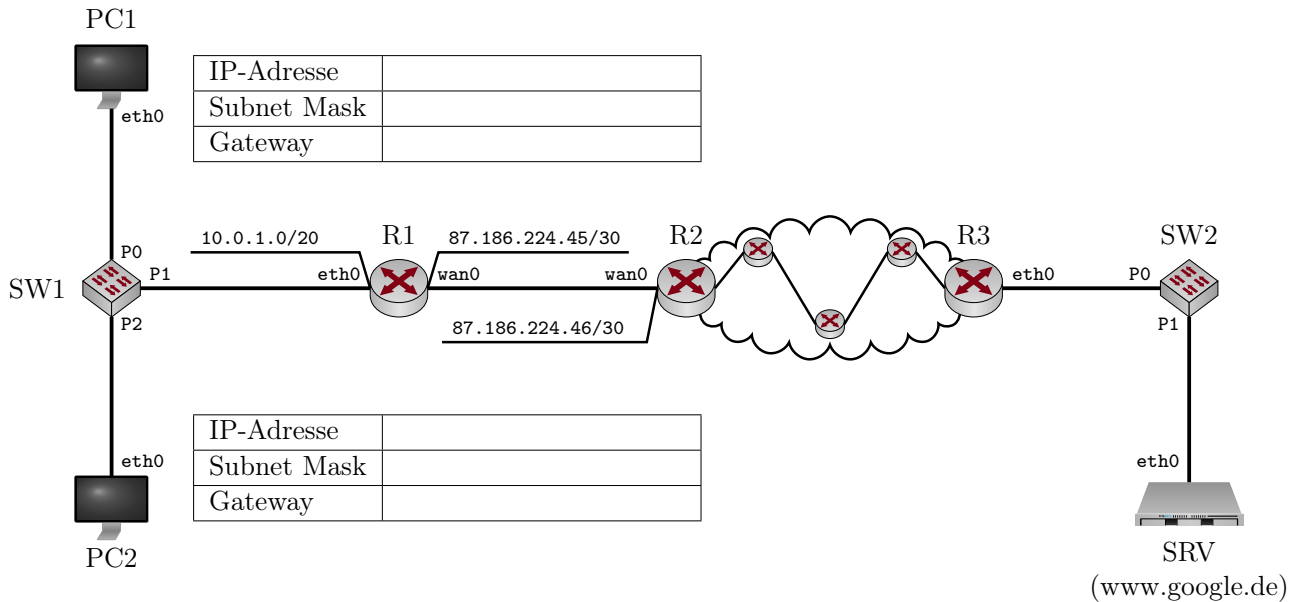 PC1
eth0
IP-Adresse
Subnet Mask
Gateway
10.0.1.0/20
R1
87.186.224.45/30
R2
R3
SW2
P0
SW1
P1
eth0
wan0
wan0
eth0
P0
P2
87.186.224.46/30
P1
IP-Adresse
Subnet Mask
Gateway
eth0
eth0
PC2
SRV
(www.google.de)